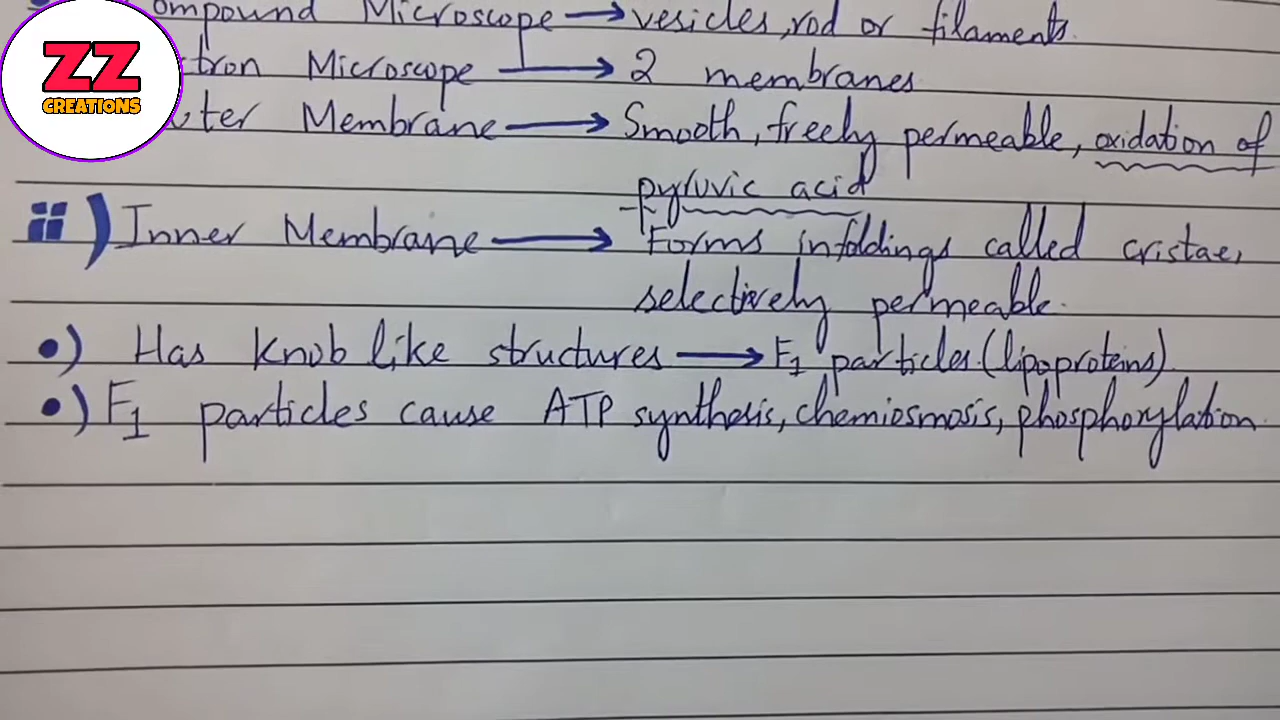 ompound Microscope → vesicles, rod or filaments.
ZZ
CREATIONS
tron Microscope → 2 membranes
uter Membrane → Smooth, freely permeable, oxidation of
pyruvic acid
ii) Inner Membrane → Forms infoldings called cristae,
selectively permeable.
•) Has knob like structures → F1 particles. (lipoproteins)
•) F1 particles cause ATP synthesis, chemiosmosis, phosphorylation.